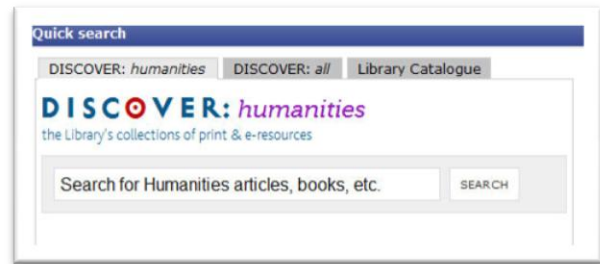 Quick search
DISCOVER: humanities DISCOVER: all Library Catalogue
DISCOVER: humanities
the Library's collections of print & e-resources
Search for Humanities articles, books, etc. SEARCH